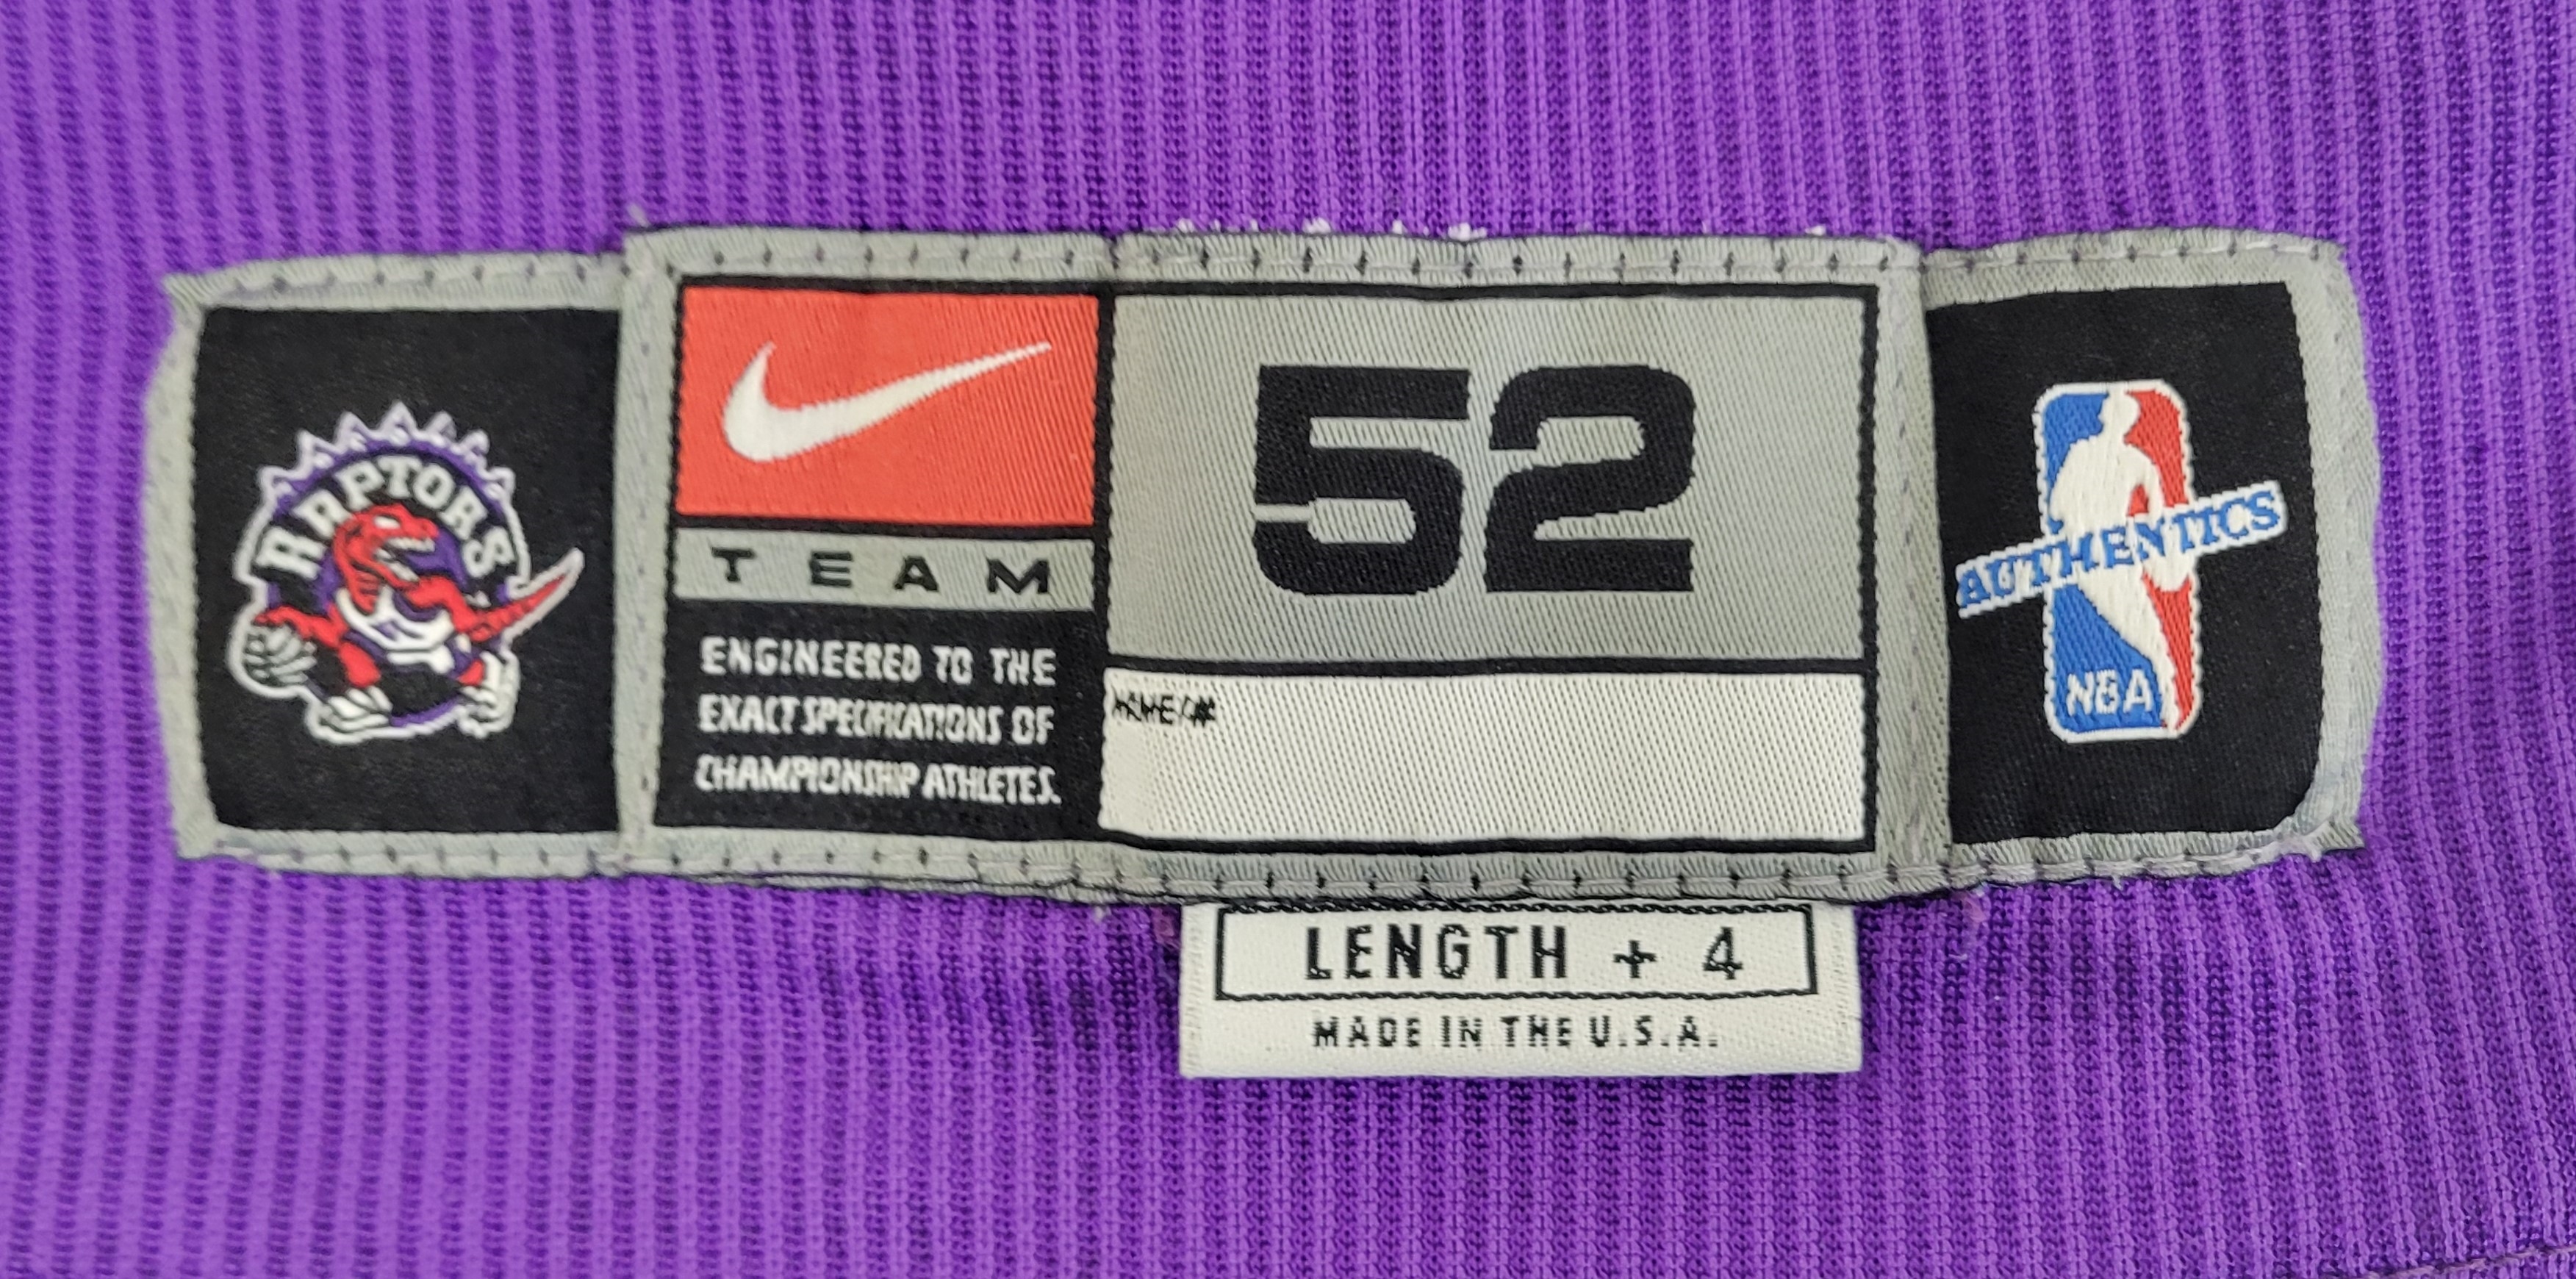 RAPTORS
TEAM
ENGINEERED TO THE
EXACT SPECIFICATIONS OF
CHAMPIONSHIP ATHLETES.
52
NAME/#
LENGTH + 4
MADE IN THE U.S.A.
AUTHENTICS
NBA